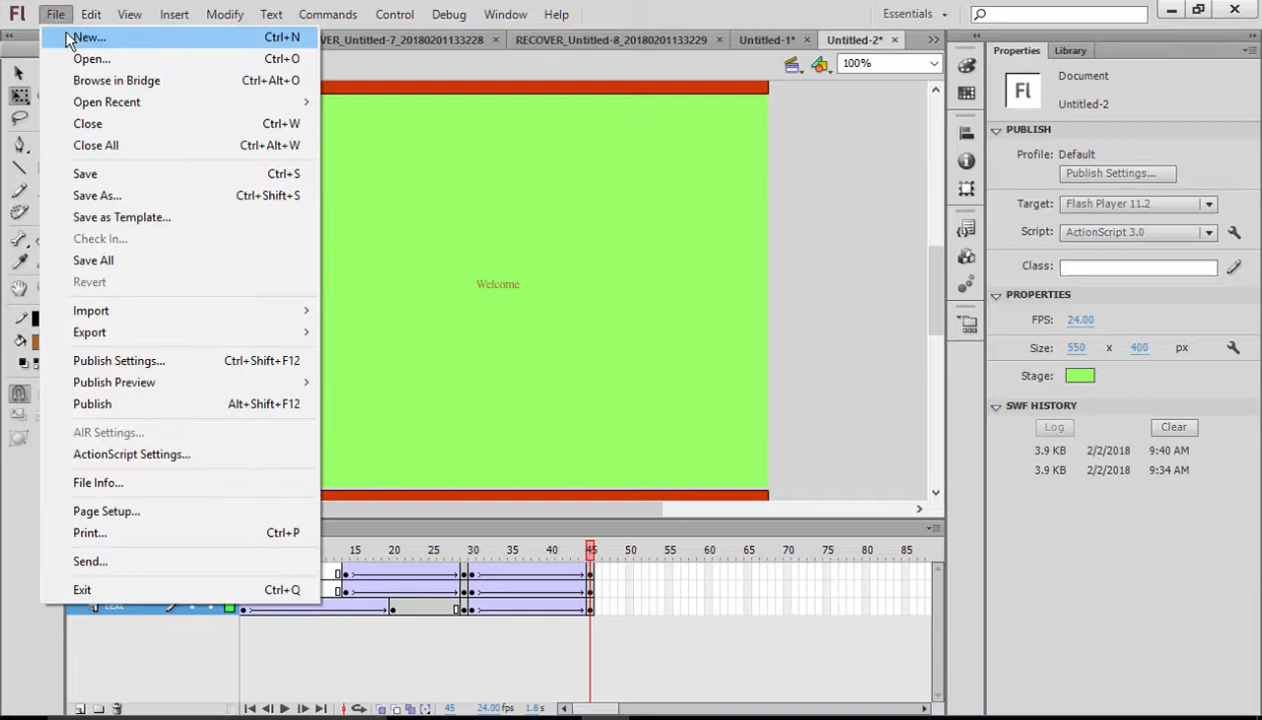 Fl File Edit View Insert Modify Text Commands Control Debug Window Help Essentials
VER_Untitled-7_20180201133228 × RECOVER_Untitled-8_20180201133229 × Untitled-1* × Untitled-2* ×
100%
New... Ctrl+N
Open... Ctrl+O
Browse in Bridge Ctrl+Alt+O
Open Recent
Close Ctrl+W
Close All Ctrl+Alt+W
Save Ctrl+S
Save As... Ctrl+Shift+S
Save as Template...
Check In...
Save All
Revert
Import
Export
Publish Settings... Ctrl+Shift+F12
Publish Preview
Publish Alt+Shift+F12
AIR Settings...
ActionScript Settings...
File Info...
Page Setup...
Print... Ctrl+P
Send...
Exit Ctrl+Q
Welcome
Properties Library
Fl Document
Untitled-2
PUBLISH
Profile: Default
Publish Settings...
Target: Flash Player 11.2
Script: ActionScript 3.0
Class:
PROPERTIES
FPS: 24.00
Size: 550 x 400 px
Stage:
SWF HISTORY
Log Clear
3.9 KB 2/2/2018 9:40 AM
3.9 KB 2/2/2018 9:34 AM
15 20 25 30 35 40 45 50 55 60 65 70 75 80 85
45 24.00 fps 1.8 s